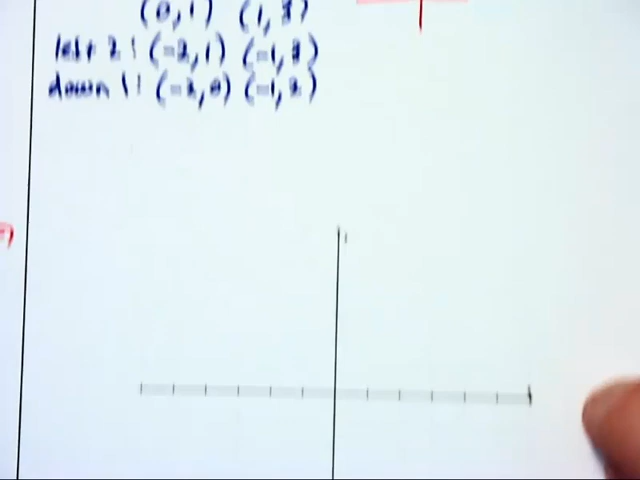 (0, 1) (1, 3)
left 2: (-2, 1) (-1, 3)
down 1: (-2, 0) (-1, 2)